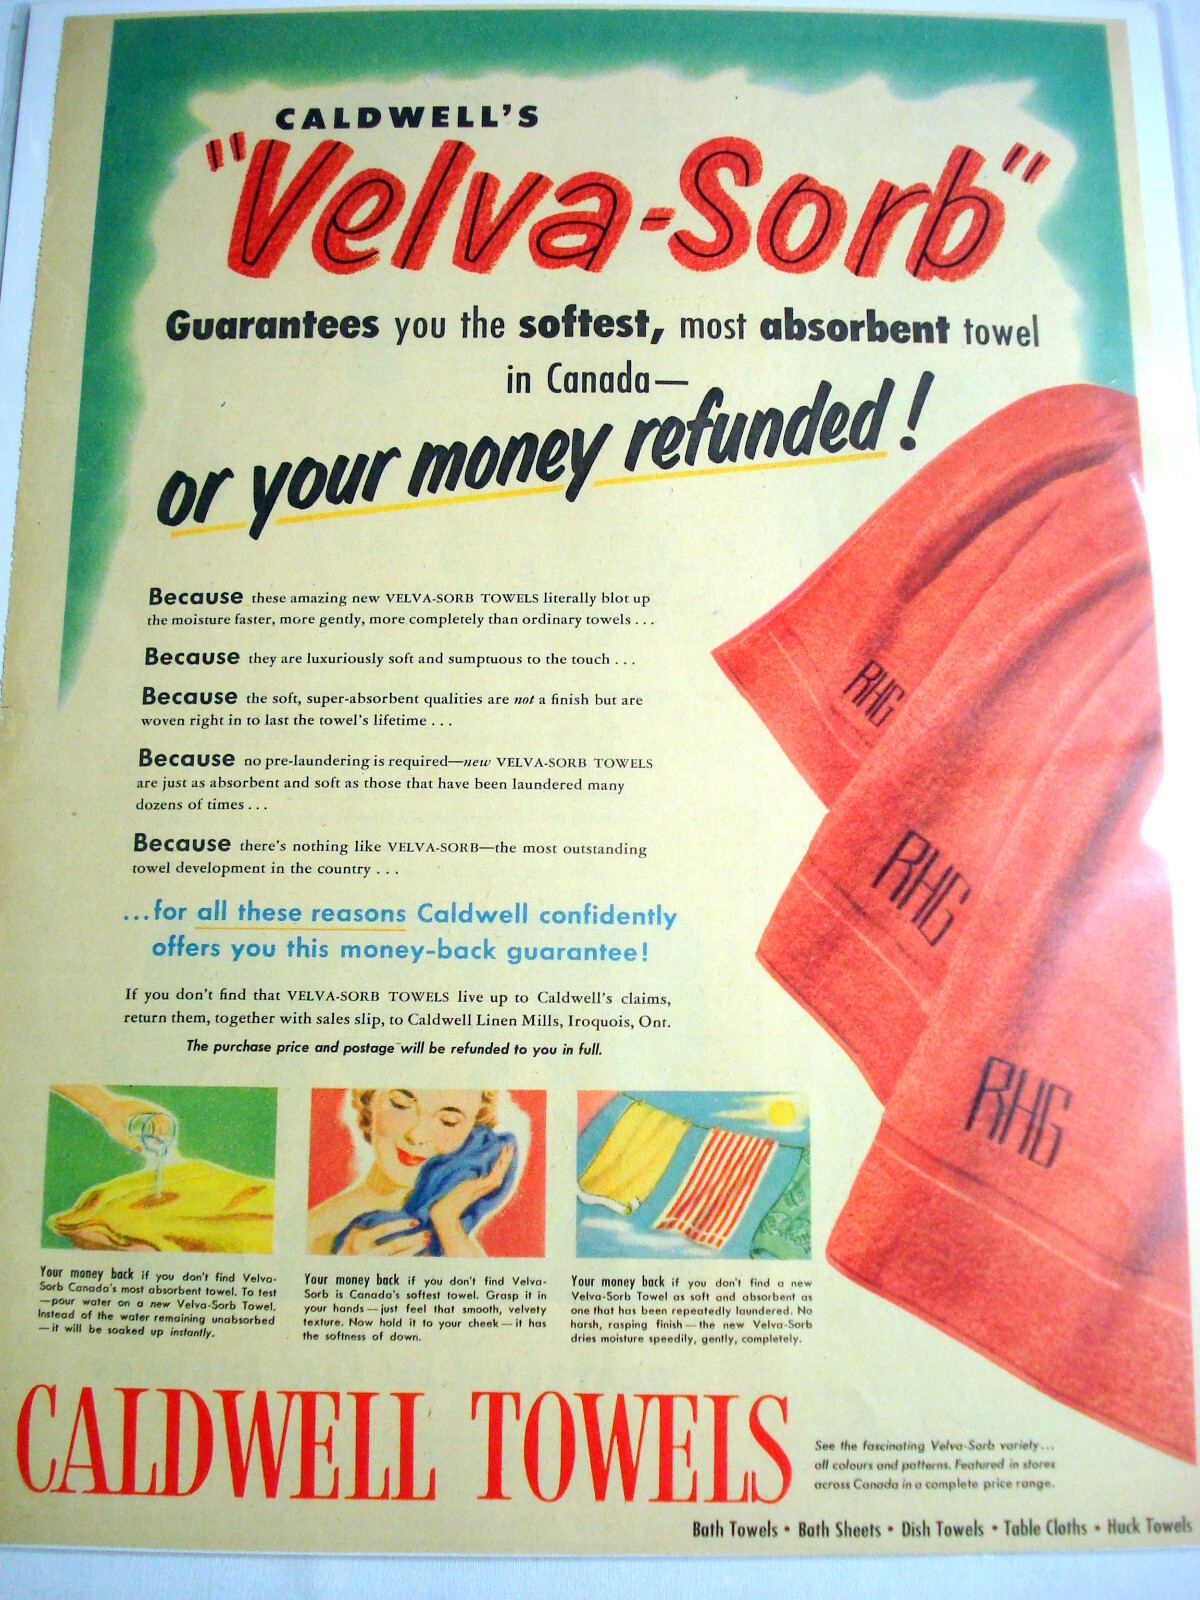 CALDWELL'S
"Velva-Sorb"
Guarantees you the softest, most absorbent towel
in Canada—
or your money refunded!
Because these amazing new VELVA-SORB TOWELS literally blot up
the moisture faster, more gently, more completely than ordinary towels . . .
Because they are luxuriously soft and sumptuous to the touch . . .
Because the soft, super-absorbent qualities are not a finish but are
woven right in to last the towel's lifetime . . .
Because no pre-laundering is required—new VELVA-SORB TOWELS
are just as absorbent and soft as those that have been laundered many
dozens of times . . .
Because there's nothing like VELVA-SORB—the most outstanding
towel development in the country . . .
...for all these reasons Caldwell confidently
offers you this money-back guarantee!
If you don't find that VELVA-SORB TOWELS live up to Caldwell's claims,
return them, together with sales slip, to Caldwell Linen Mills, Iroquois, Ont.
The purchase price and postage will be refunded to you in full.
RHG
RHG
RHG
Your money back if you don't find Velva-
Sorb Canada's most absorbent towel. To test
—pour water on a new Velva-Sorb Towel.
Instead of the water remaining unabsorbed
—it will be soaked up instantly.
Your money back if you don't find Velva-
Sorb is Canada's softest towel. Grasp it in
your hands—just feel that smooth, velvety
texture. Now hold it to your cheek—it has
the softness of down.
Your money back if you don't find a new
Velva-Sorb Towel as soft and absorbent as
one that has been repeatedly laundered. No
harsh, rasping finish—the new Velva-Sorb
dries moisture speedily, gently, completely.
CALDWELL TOWELS
See the fascinating Velva-Sorb variety...
all colours and patterns. Featured in stores
across Canada in a complete price range.
Bath Towels • Bath Sheets • Dish Towels • Table Cloths • Huck Towels